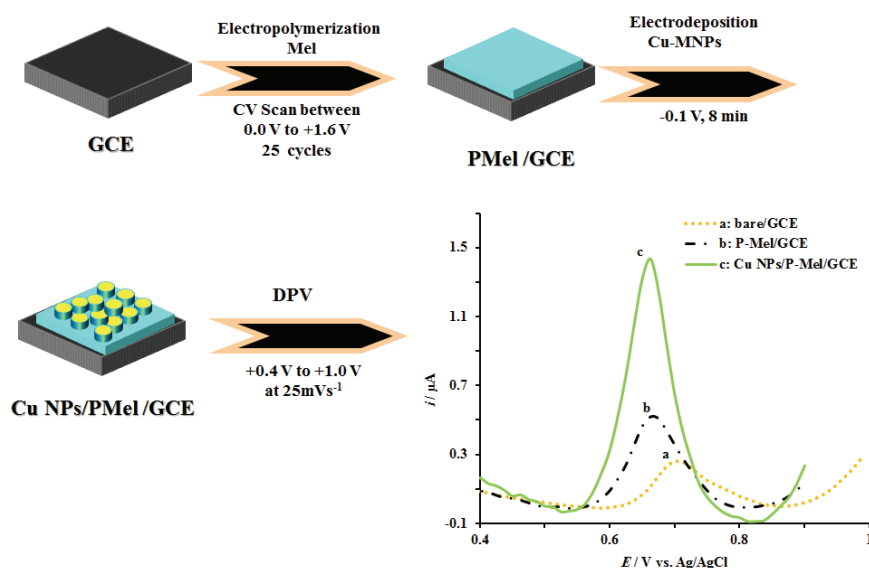 Electropolymerization
Mel
CV Scan between
0.0 V to +1.6 V
25 cycles
GCE
Electrodeposition
Cu-MNPs
-0.1 V, 8 min
PMel /GCE
Cu NPs/PMel /GCE
DPV
+0.4 V to +1.0 V
at 25mVs⁻¹
a: bare/GCE
b: P-Mel/GCE
c: Cu NPs/P-Mel/GCE
c
b
a
i / µA
1.5
1.1
0.7
0.3
-0.1
0.4
0.6
0.8
1
E / V vs. Ag/AgCl